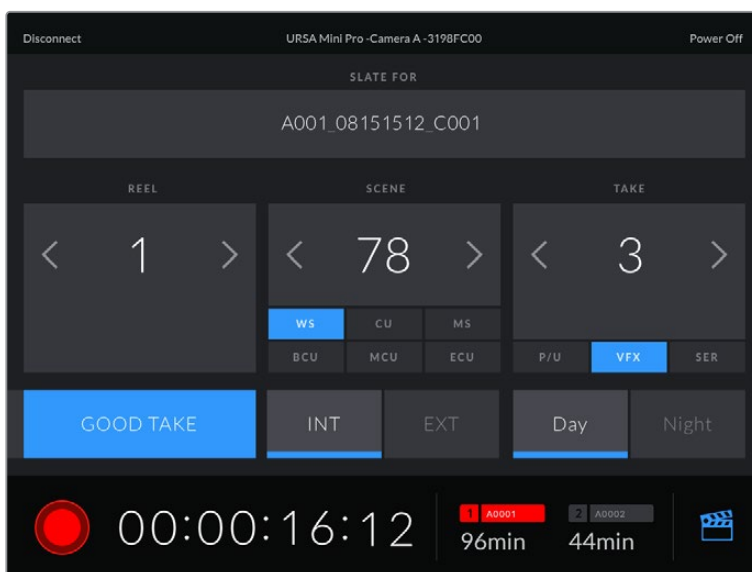 Disconnect URSA Mini Pro -Camera A -3198FC00 Power Off
SLATE FOR
A001_08151512_C001
REEL SCENE TAKE
< 1 > < 78 > < 3 >
WS CU MS
BCU MCU ECU P/U VFX SER
GOOD TAKE INT EXT Day Night
00:00:16:12 1 A0001 2 A0002
96min 44min